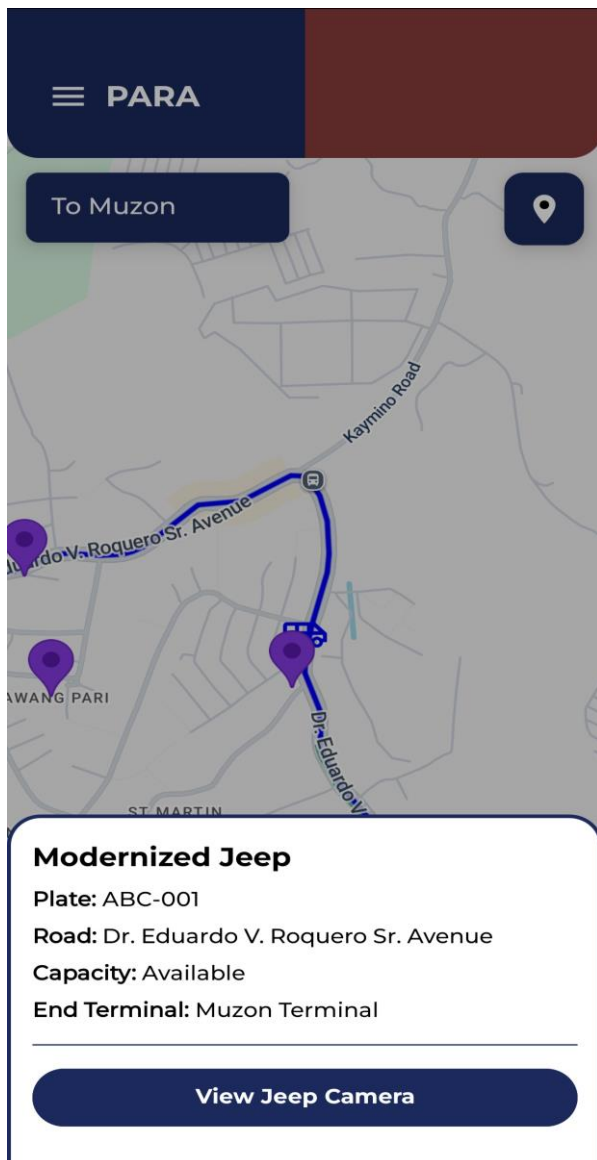 PARA
To Muzon
Kaymino Road
Eduardo V. Roquero Sr. Avenue
AWANG PARI
Dr. Eduardo V.
ST. MARTIN
Modernized Jeep
Plate: ABC-001
Road: Dr. Eduardo V. Roquero Sr. Avenue
Capacity: Available
End Terminal: Muzon Terminal
View Jeep Camera